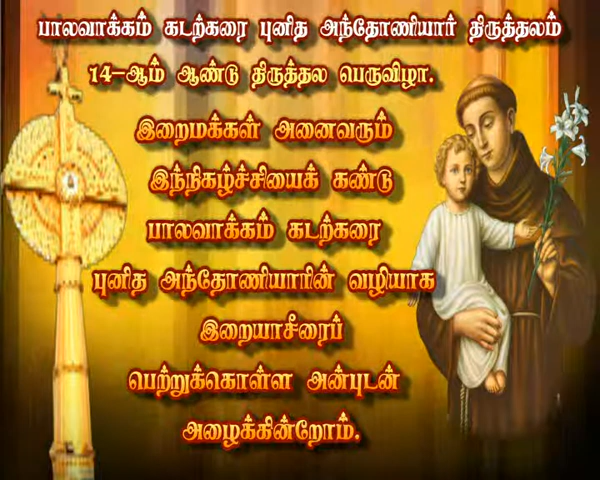 பாலவாக்கம் கடற்கரை புனித அந்தோணியார் திருத்தலம்
14-ஆம் ஆண்டு திருத்தல பெருவிழா.
இறைமக்கள் அனைவரும்
இந்நிகழ்ச்சியைக் கண்டு
பாலவாக்கம் கடற்கரை
புனித அந்தோணியாரின் வழியாக
இறையாசீரைப்
பெற்றுக்கொள்ள அன்புடன்
அழைக்கின்றோம்.